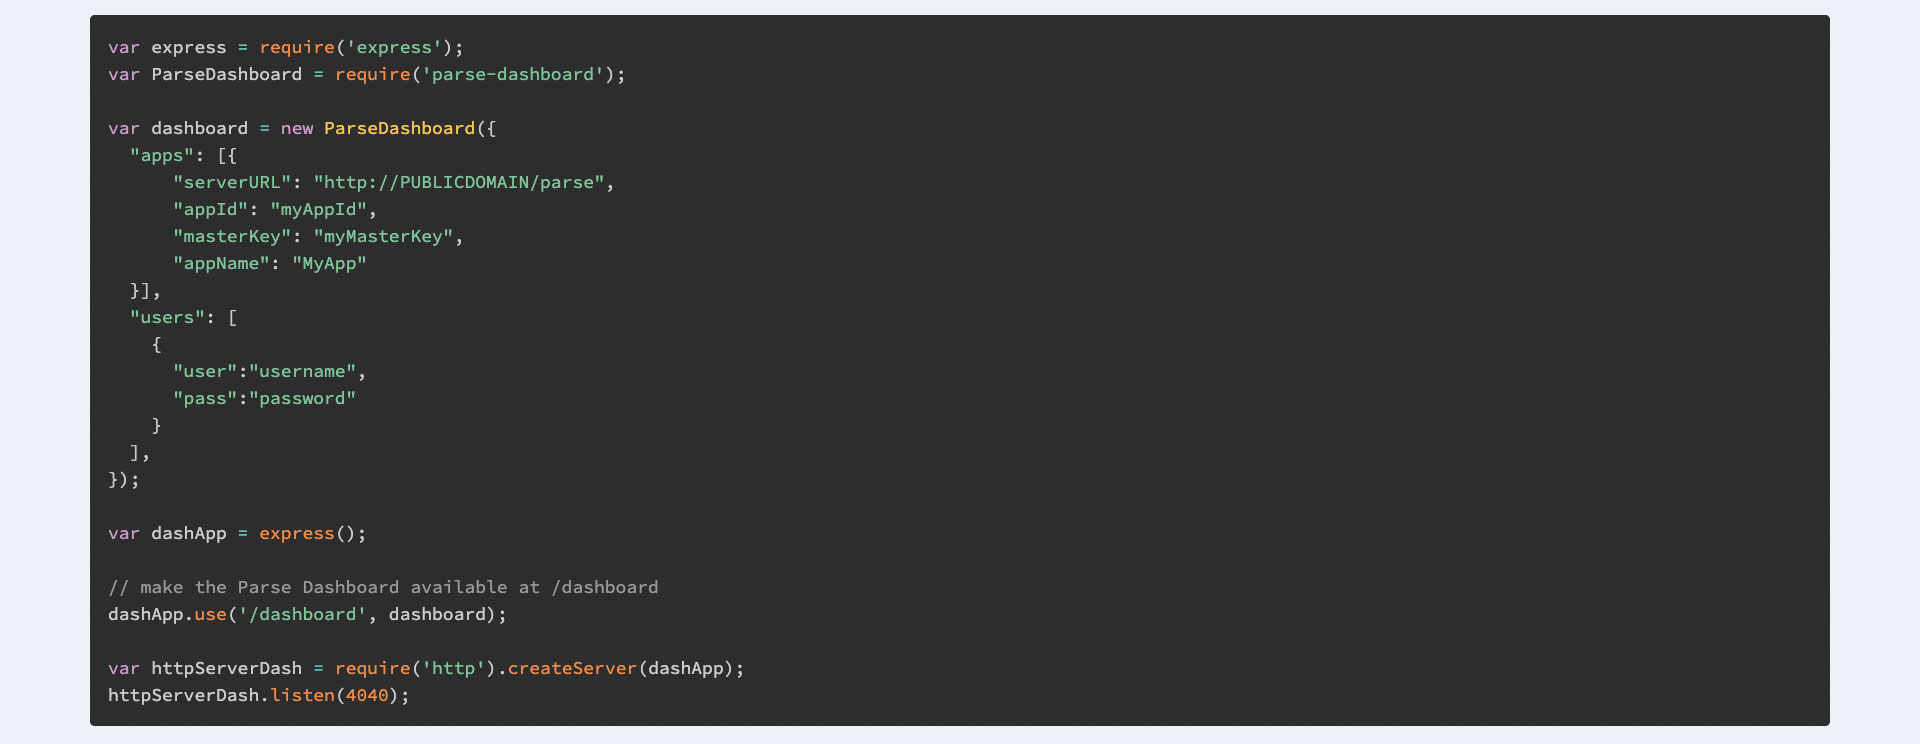 var express = require('express');
var ParseDashboard = require('parse-dashboard');

var dashboard = new ParseDashboard({
  "apps": [{
      "serverURL": "http://PUBLICDOMAIN/parse",
      "appId": "myAppId",
      "masterKey": "myMasterKey",
      "appName": "MyApp"
  }],
  "users": [
    {
      "user":"username",
      "pass":"password"
    }
  ],
});

var dashApp = express();

// make the Parse Dashboard available at /dashboard
dashApp.use('/dashboard', dashboard);

var httpServerDash = require('http').createServer(dashApp);
httpServerDash.listen(4040);